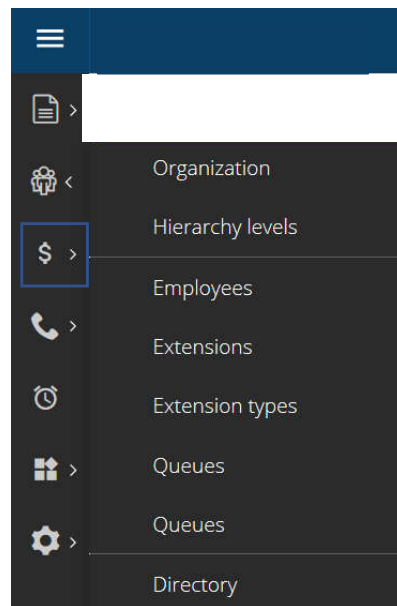 Organization
Hierarchy levels
$
Employees
Extensions
Extension types
Queues
Queues
Directory